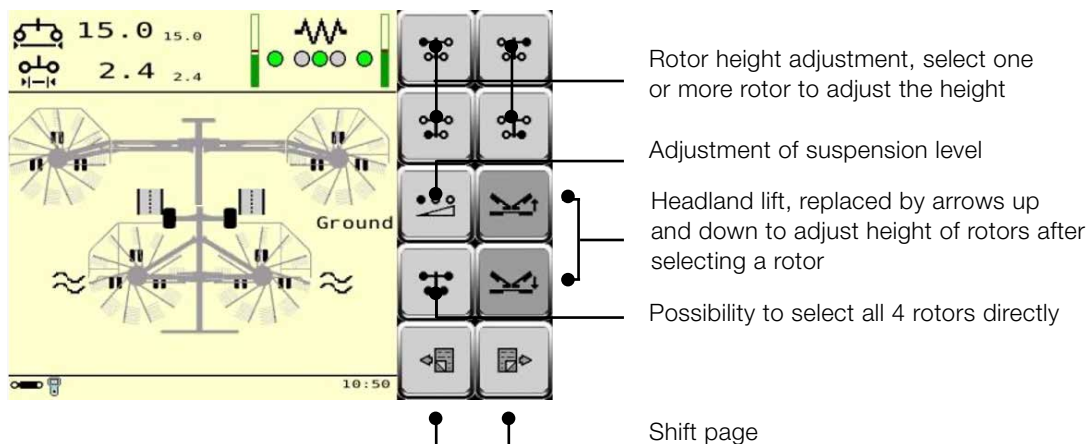 15.0 15.0
2.4 2.4
Ground
10:50
Rotor height adjustment, select one
or more rotor to adjust the height
Adjustment of suspension level
Headland lift, replaced by arrows up
and down to adjust height of rotors after
selecting a rotor
Possibility to select all 4 rotors directly
Shift page